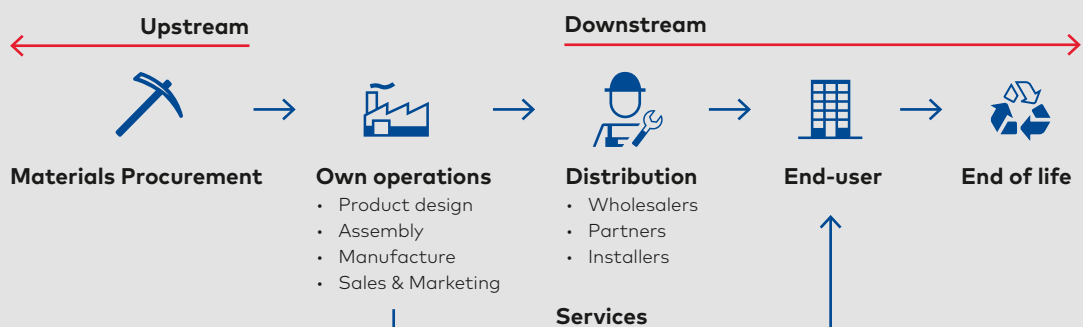 Upstream
Downstream
Materials Procurement
Own operations
• Product design
• Assembly
• Manufacture
• Sales & Marketing
Distribution
• Wholesalers
• Partners
• Installers
End-user
End of life
Services